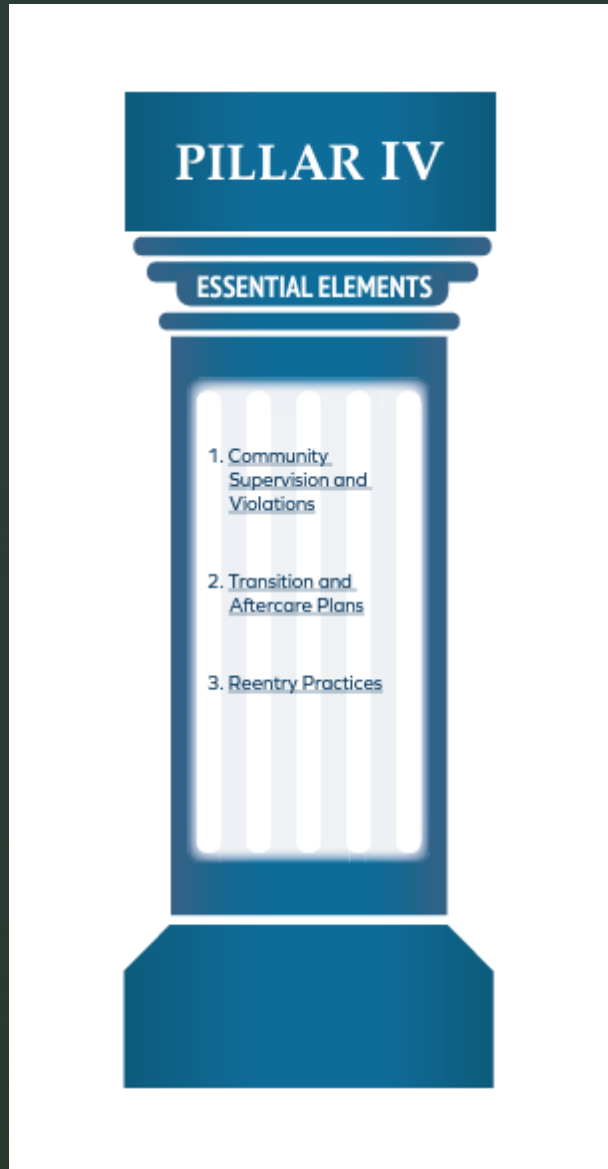 PILLAR IV
ESSENTIAL ELEMENTS
1. Community
Supervision and
Violations
2. Transition and
Aftercare Plans
3. Reentry Practices